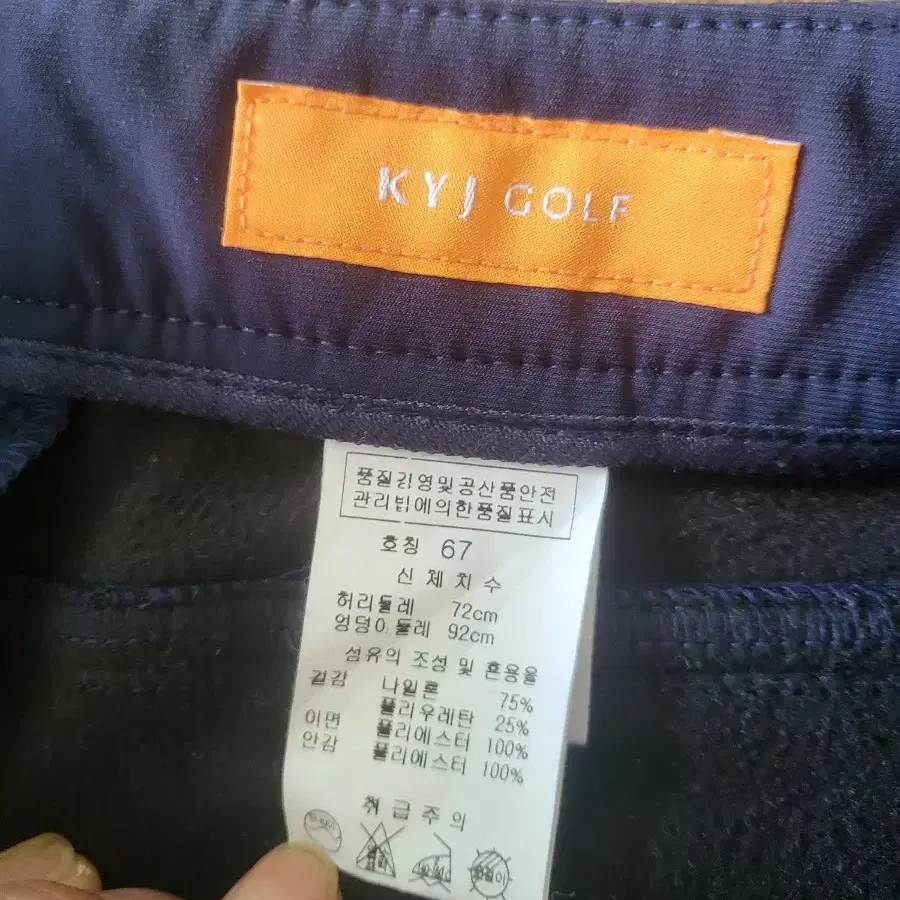 KYJ GOLF
품질경영및공산품안전
관리법에의한품질표시
호칭 67
신체치수
허리둘레 72cm
엉덩이둘레 92cm
섬유의 조성 및 혼용율
겉감 나일론 75%
폴리우레탄 25%
이면 폴리에스터 100%
안감 폴리에스터 100%
취급주의